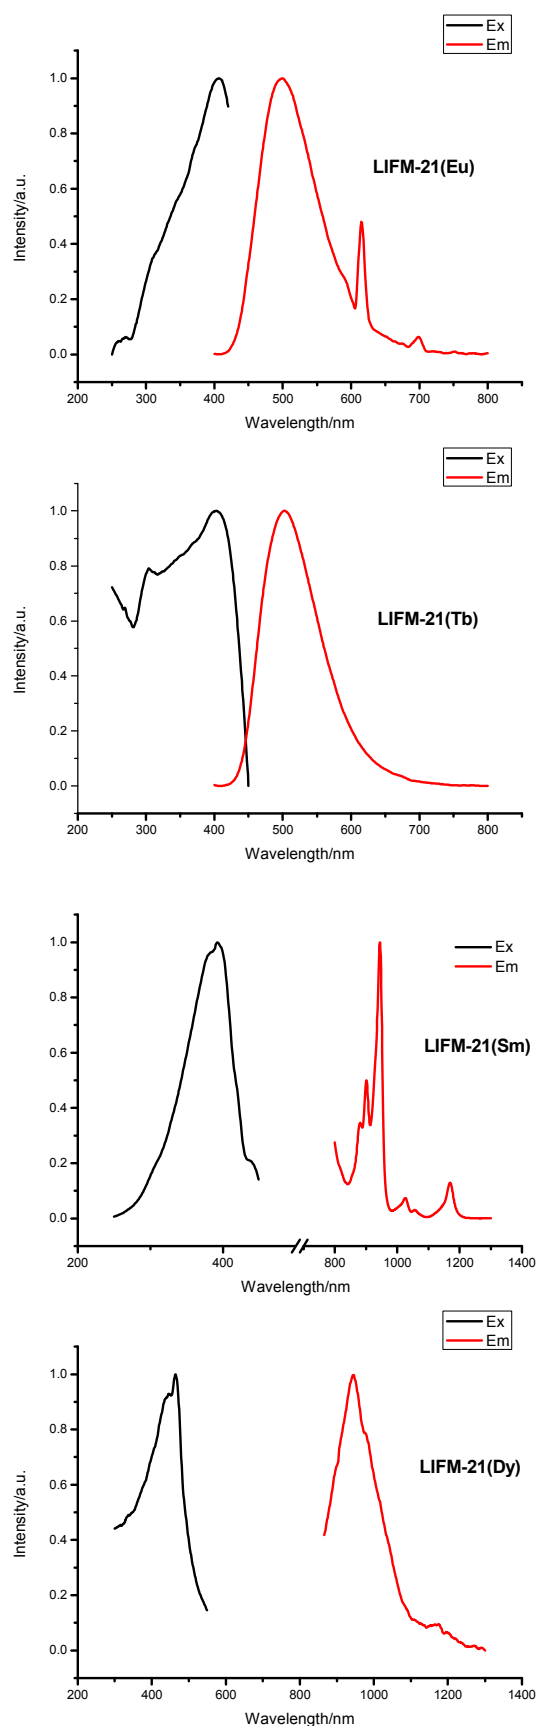 Ex
Em
1.0
0.8
0.6
0.4
0.2
0.0
Intensity/a.u.
LIFM-21(Eu)
200 300 400 500 600 700 800
Wavelength/nm
Ex
Em
1.0
0.8
0.6
0.4
0.2
0.0
Intensity/a.u.
LIFM-21(Tb)
200 300 400 500 600 700 800
Wavelength/nm
Ex
Em
1.0
0.8
0.6
0.4
0.2
0.0
Intensity/a.u.
LIFM-21(Sm)
200 400 800 1000 1200 1400
Wavelength/nm
Ex
Em
1.0
0.8
0.6
0.4
0.2
0.0
Intensity/a.u.
LIFM-21(Dy)
200 400 600 800 1000 1200 1400
Wavelength/nm